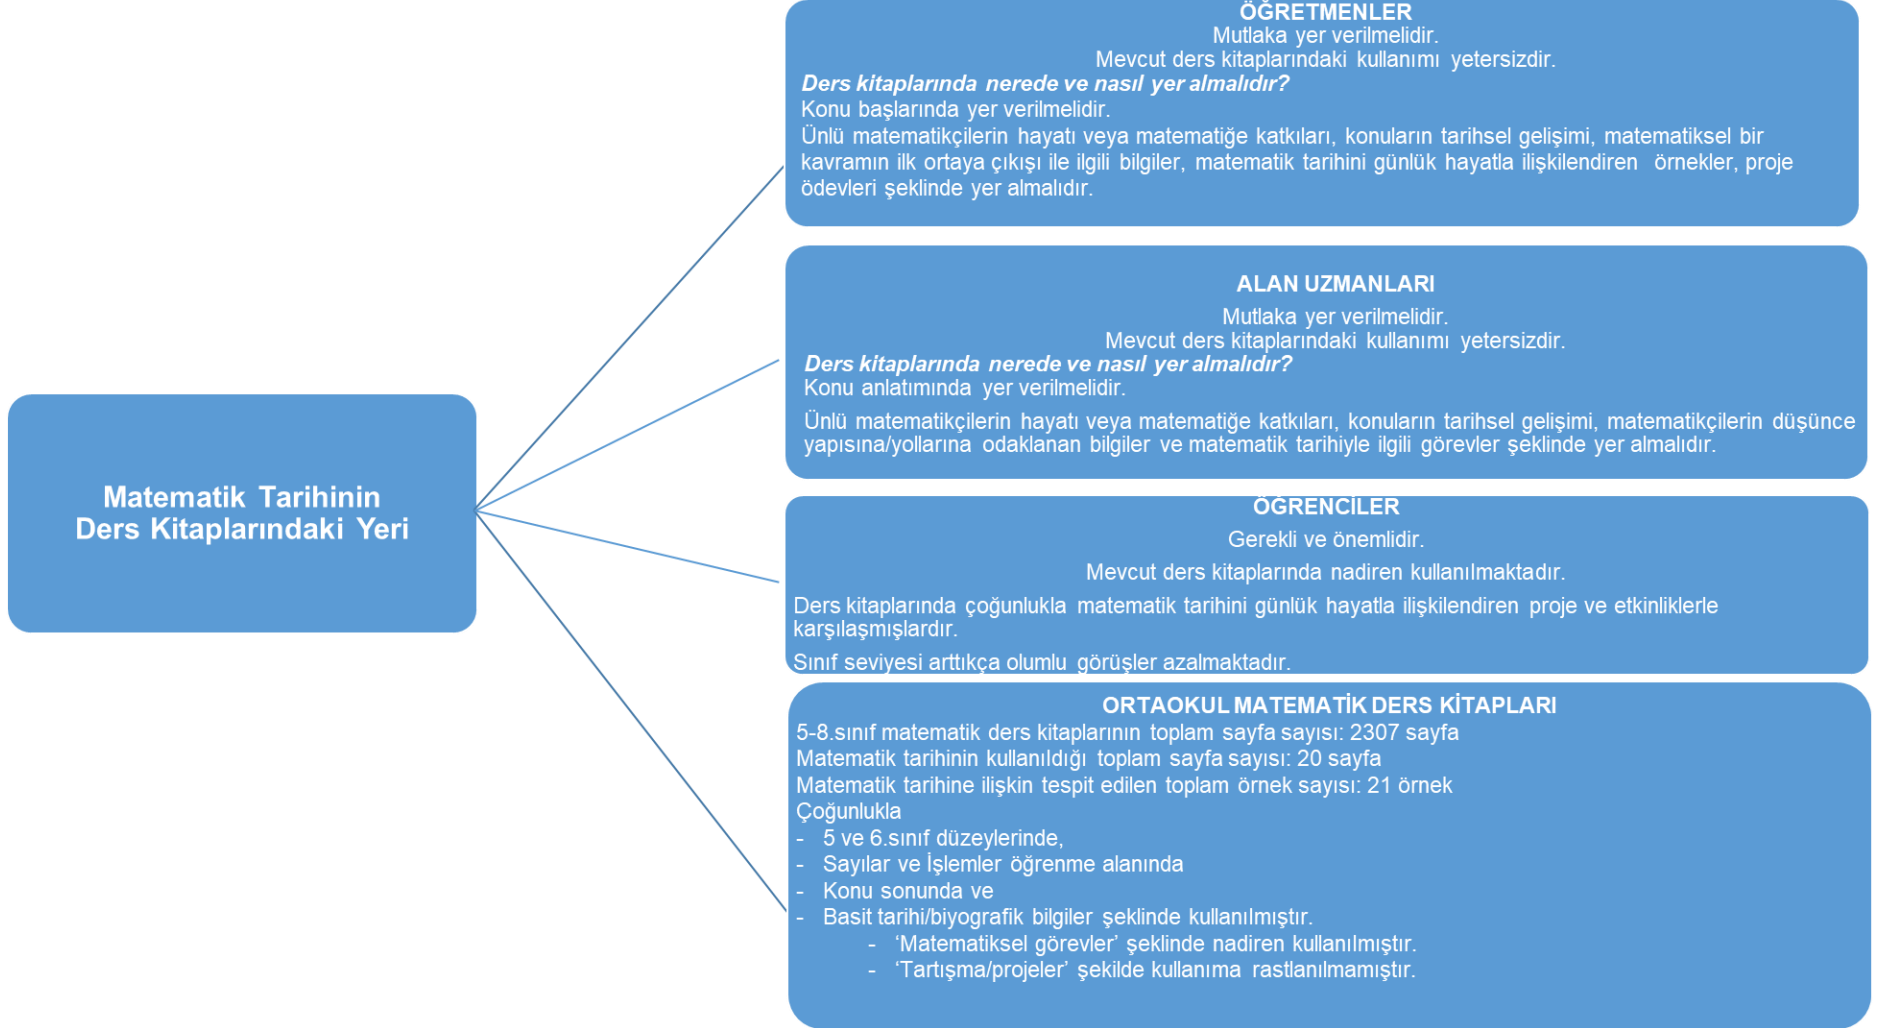 Matematik Tarihinin
Ders Kitaplarındaki Yeri
ÖĞRETMENLER
Mutlaka yer verilmelidir.
Mevcut ders kitaplarındaki kullanımı yetersizdir.
Ders kitaplarında nerede ve nasıl yer almalıdır?
Konu başlarında yer verilmelidir.
Ünlü matematikçilerin hayatı veya matematiğe katkıları, konuların tarihsel gelişimi, matematiksel bir
kavramın ilk ortaya çıkışı ile ilgili bilgiler, matematik tarihini günlük hayatla ilişkilendiren örnekler, proje
ödevleri şeklinde yer almalıdır.
ALAN UZMANLARI
Mutlaka yer verilmelidir.
Mevcut ders kitaplarındaki kullanımı yetersizdir.
Ders kitaplarında nerede ve nasıl yer almalıdır?
Konu anlatımında yer verilmelidir.
Ünlü matematikçilerin hayatı veya matematiğe katkıları, konuların tarihsel gelişimi, matematikçilerin düşünce
yapısına/yollarına odaklanan bilgiler ve matematik tarihiyle ilgili görevler şeklinde yer almalıdır.
ÖĞRENCİLER
Gerekli ve önemlidir.
Mevcut ders kitaplarında nadiren kullanılmaktadır.
Ders kitaplarında çoğunlukla matematik tarihini günlük hayatla ilişkilendiren proje ve etkinliklerle
karşılaşmışlardır.
Sınıf seviyesi arttıkça olumlu görüşler azalmaktadır.
ORTAOKUL MATEMATİK DERS KİTAPLARI
5-8.sınıf matematik ders kitaplarının toplam sayfa sayısı: 2307 sayfa
Matematik tarihinin kullanıldığı toplam sayfa sayısı: 20 sayfa
Matematik tarihine ilişkin tespit edilen toplam örnek sayısı: 21 örnek
Çoğunlukla
- 5 ve 6.sınıf düzeylerinde,
- Sayılar ve İşlemler öğrenme alanında
- Konu sonunda ve
- Basit tarihi/biyografik bilgiler şeklinde kullanılmıştır.
- ‘Matematiksel görevler’ şeklinde nadiren kullanılmıştır.
- ‘Tartışma/projeler’ şekilde kullanıma rastlanılmamıştır.